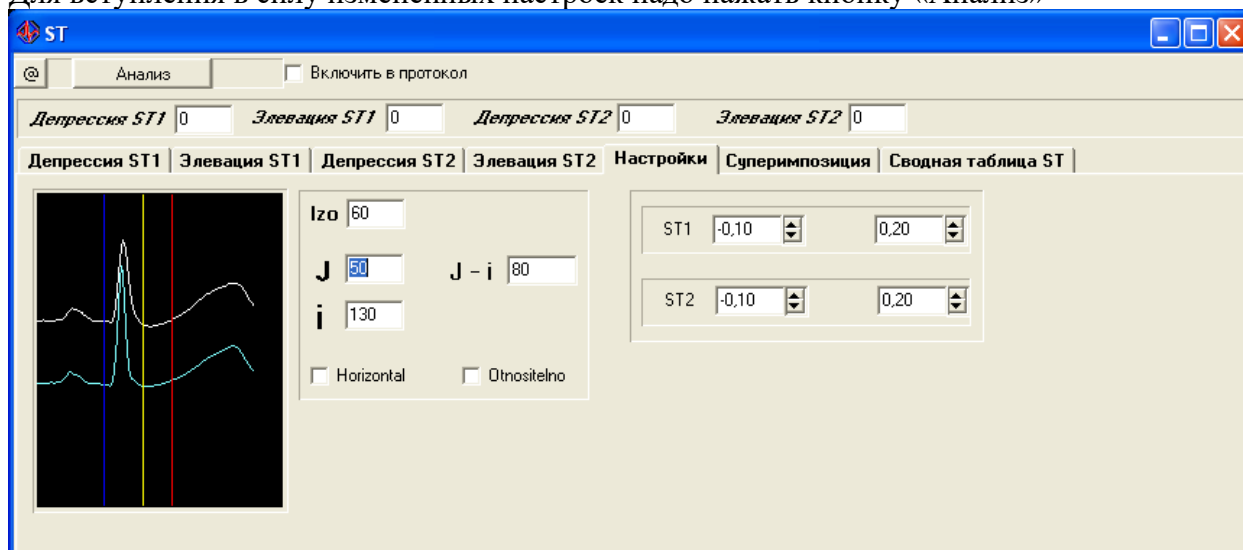 Для вступления в силу измененных настроек надо нажать кнопку «Анализ»
ST
@ Анализ Включить в протокол
Депрессия ST1 0 Элевация ST1 0 Депрессия ST2 0 Элевация ST2 0
Депрессия ST1 Элевация ST1 Депрессия ST2 Элевация ST2 Настройки Суперимпозиция Сводная таблица ST
Izo 60
J 50 J - i 80
i 130
Horizontal Otnositelno
ST1 -0,10 0,20
ST2 -0,10 0,20